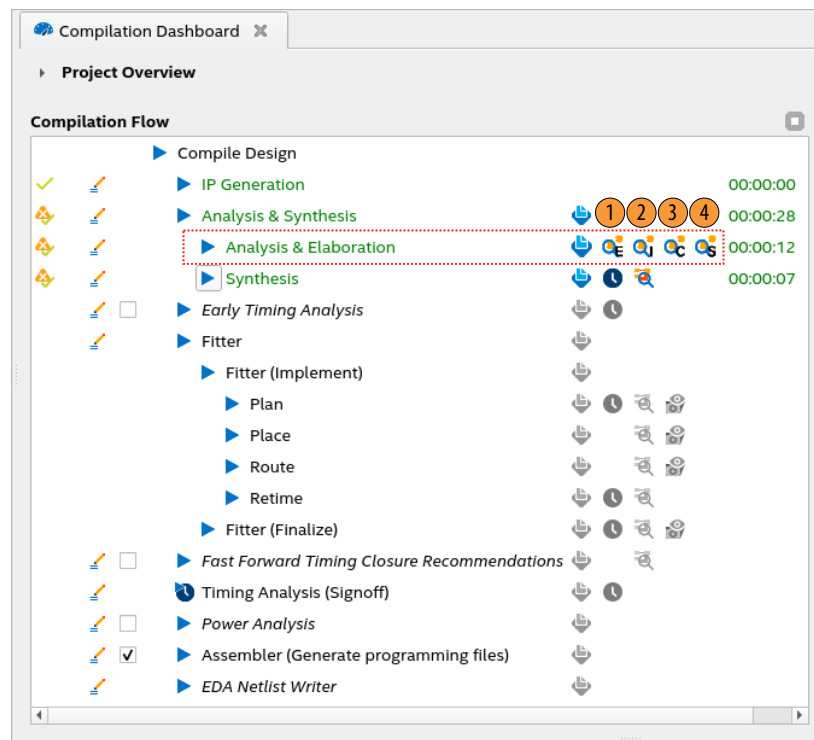 Compilation Dashboard
Project Overview
Compilation Flow
Compile Design
IP Generation 00:00:00
Analysis & Synthesis 1 2 3 4 00:00:28
Analysis & Elaboration E I C S 00:00:12
Synthesis 00:00:07
Early Timing Analysis
Fitter
Fitter (Implement)
Plan
Place
Route
Retime
Fitter (Finalize)
Fast Forward Timing Closure Recommendations
Timing Analysis (Signoff)
Power Analysis
Assembler (Generate programming files)
EDA Netlist Writer